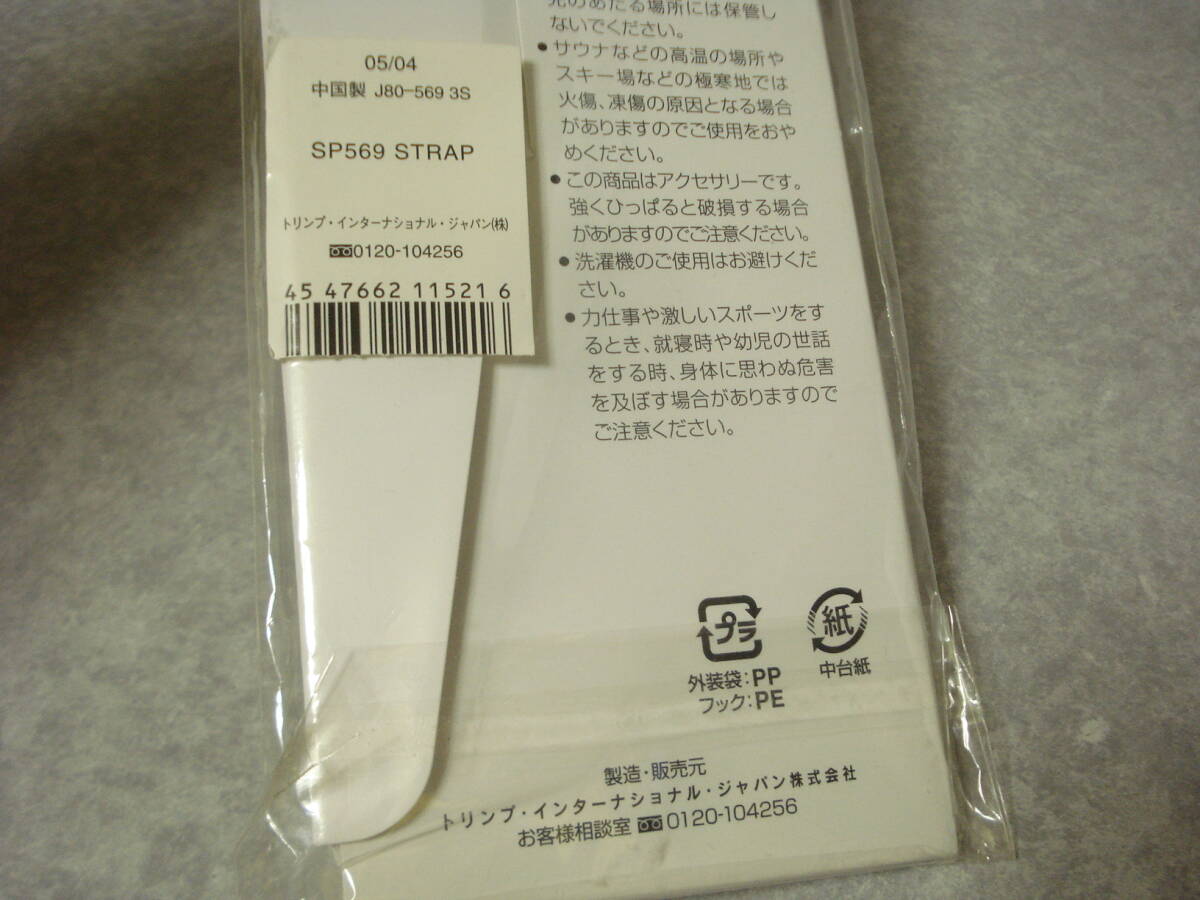 05/04
中国製 J80-569 3S
SP569 STRAP
トリンプ・インターナショナル・ジャパン(株)
0120-104256
45 47662 11521 6
光のあたる場所には保管し
ないでください。
●サウナなどの高温の場所や
スキー場などの極寒地では
火傷、凍傷の原因となる場合
がありますのでご使用をおや
めください。
●この商品はアクセサリーです。
強くひっぱると破損する場合
がありますのでご注意ください。
●洗濯機のご使用はお避けくだ
さい。
●力仕事や激しいスポーツをす
るとき、就寝時や幼児の世話
をする時、身体に思わぬ危害
を及ぼす場合がありますので
ご注意ください。
プラ
外装袋:PP
フック:PE
紙
中台紙
製造・販売元
トリンプ・インターナショナル・ジャパン株式会社
お客様相談室 0120-104256